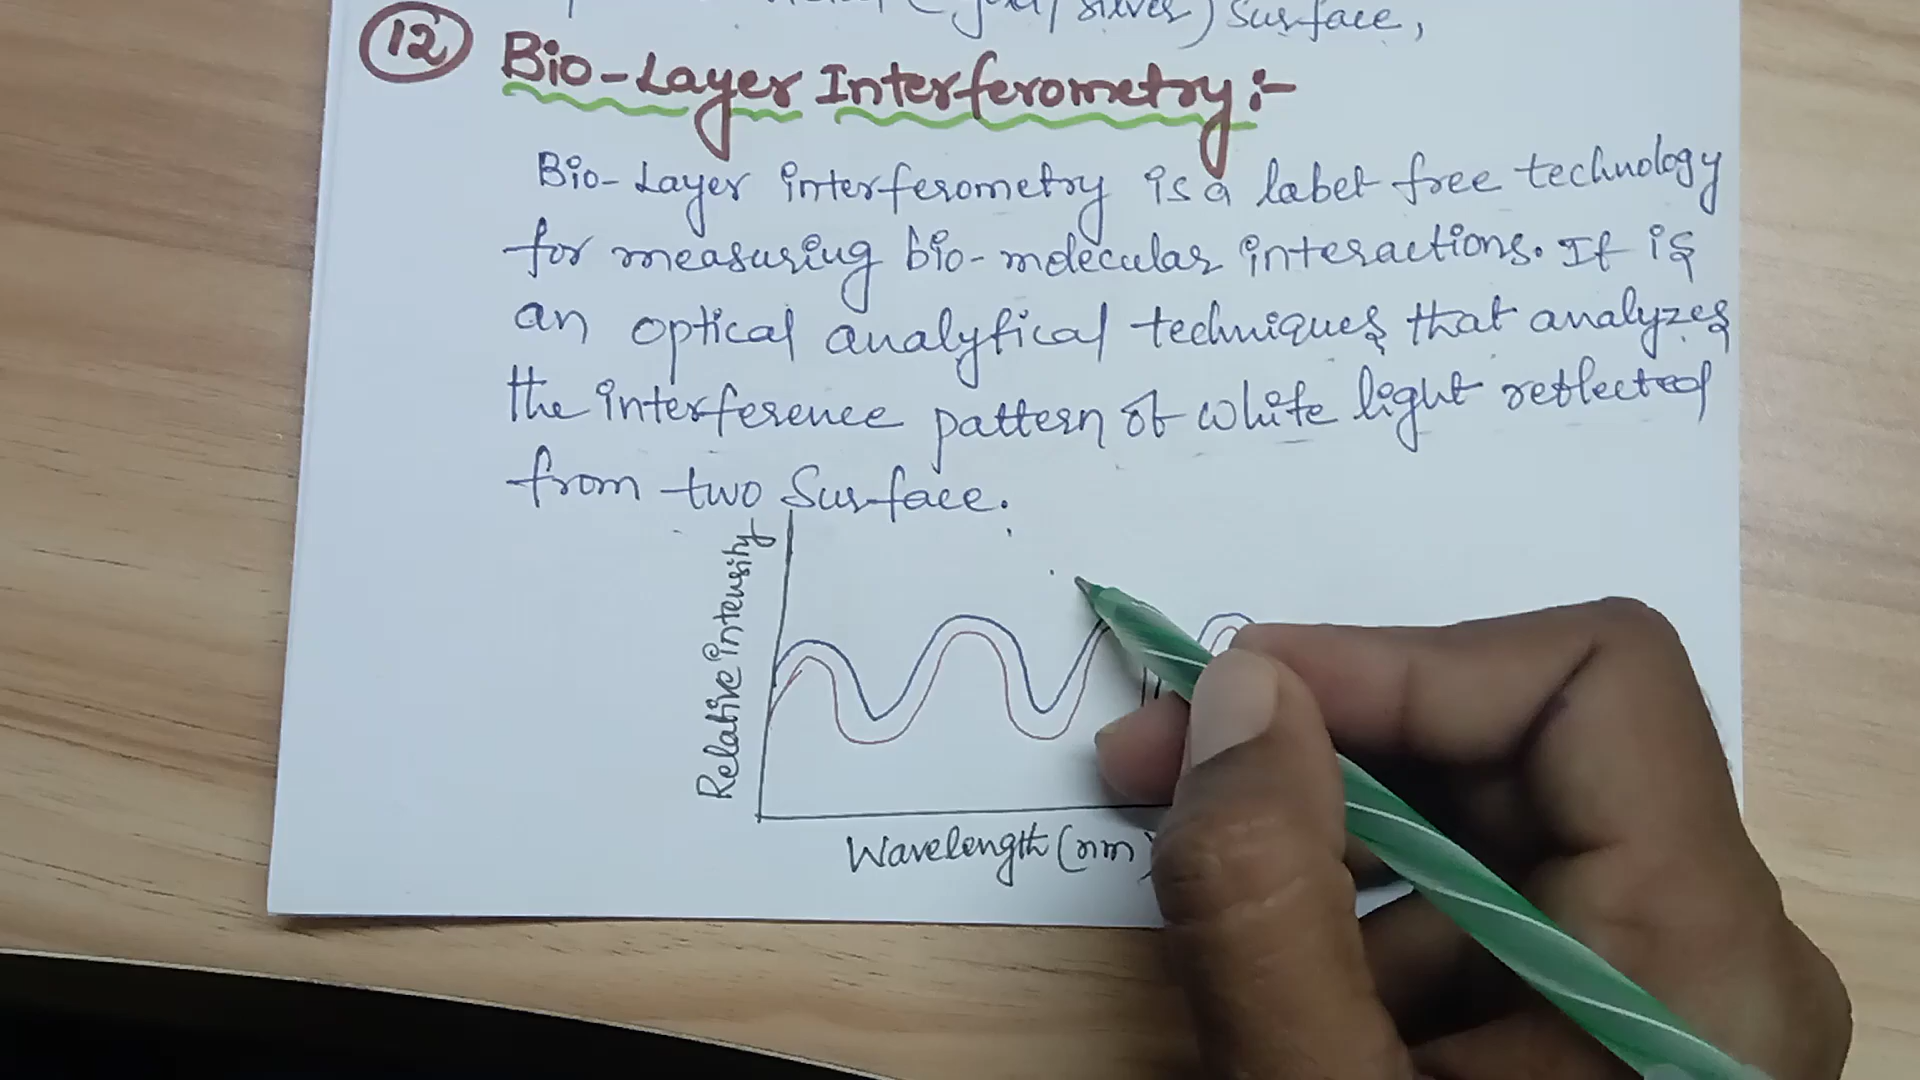 silver) Surface,
12 Bio-Layer Interferometry :-
Bio-Layer interferometry is a label free technology
for measuring bio-molecular interactions. It is
an optical analytical techniques that analyzes
the interference pattern of white light reflected
from two Surface.
Relative intensity
Wavelength (nm)